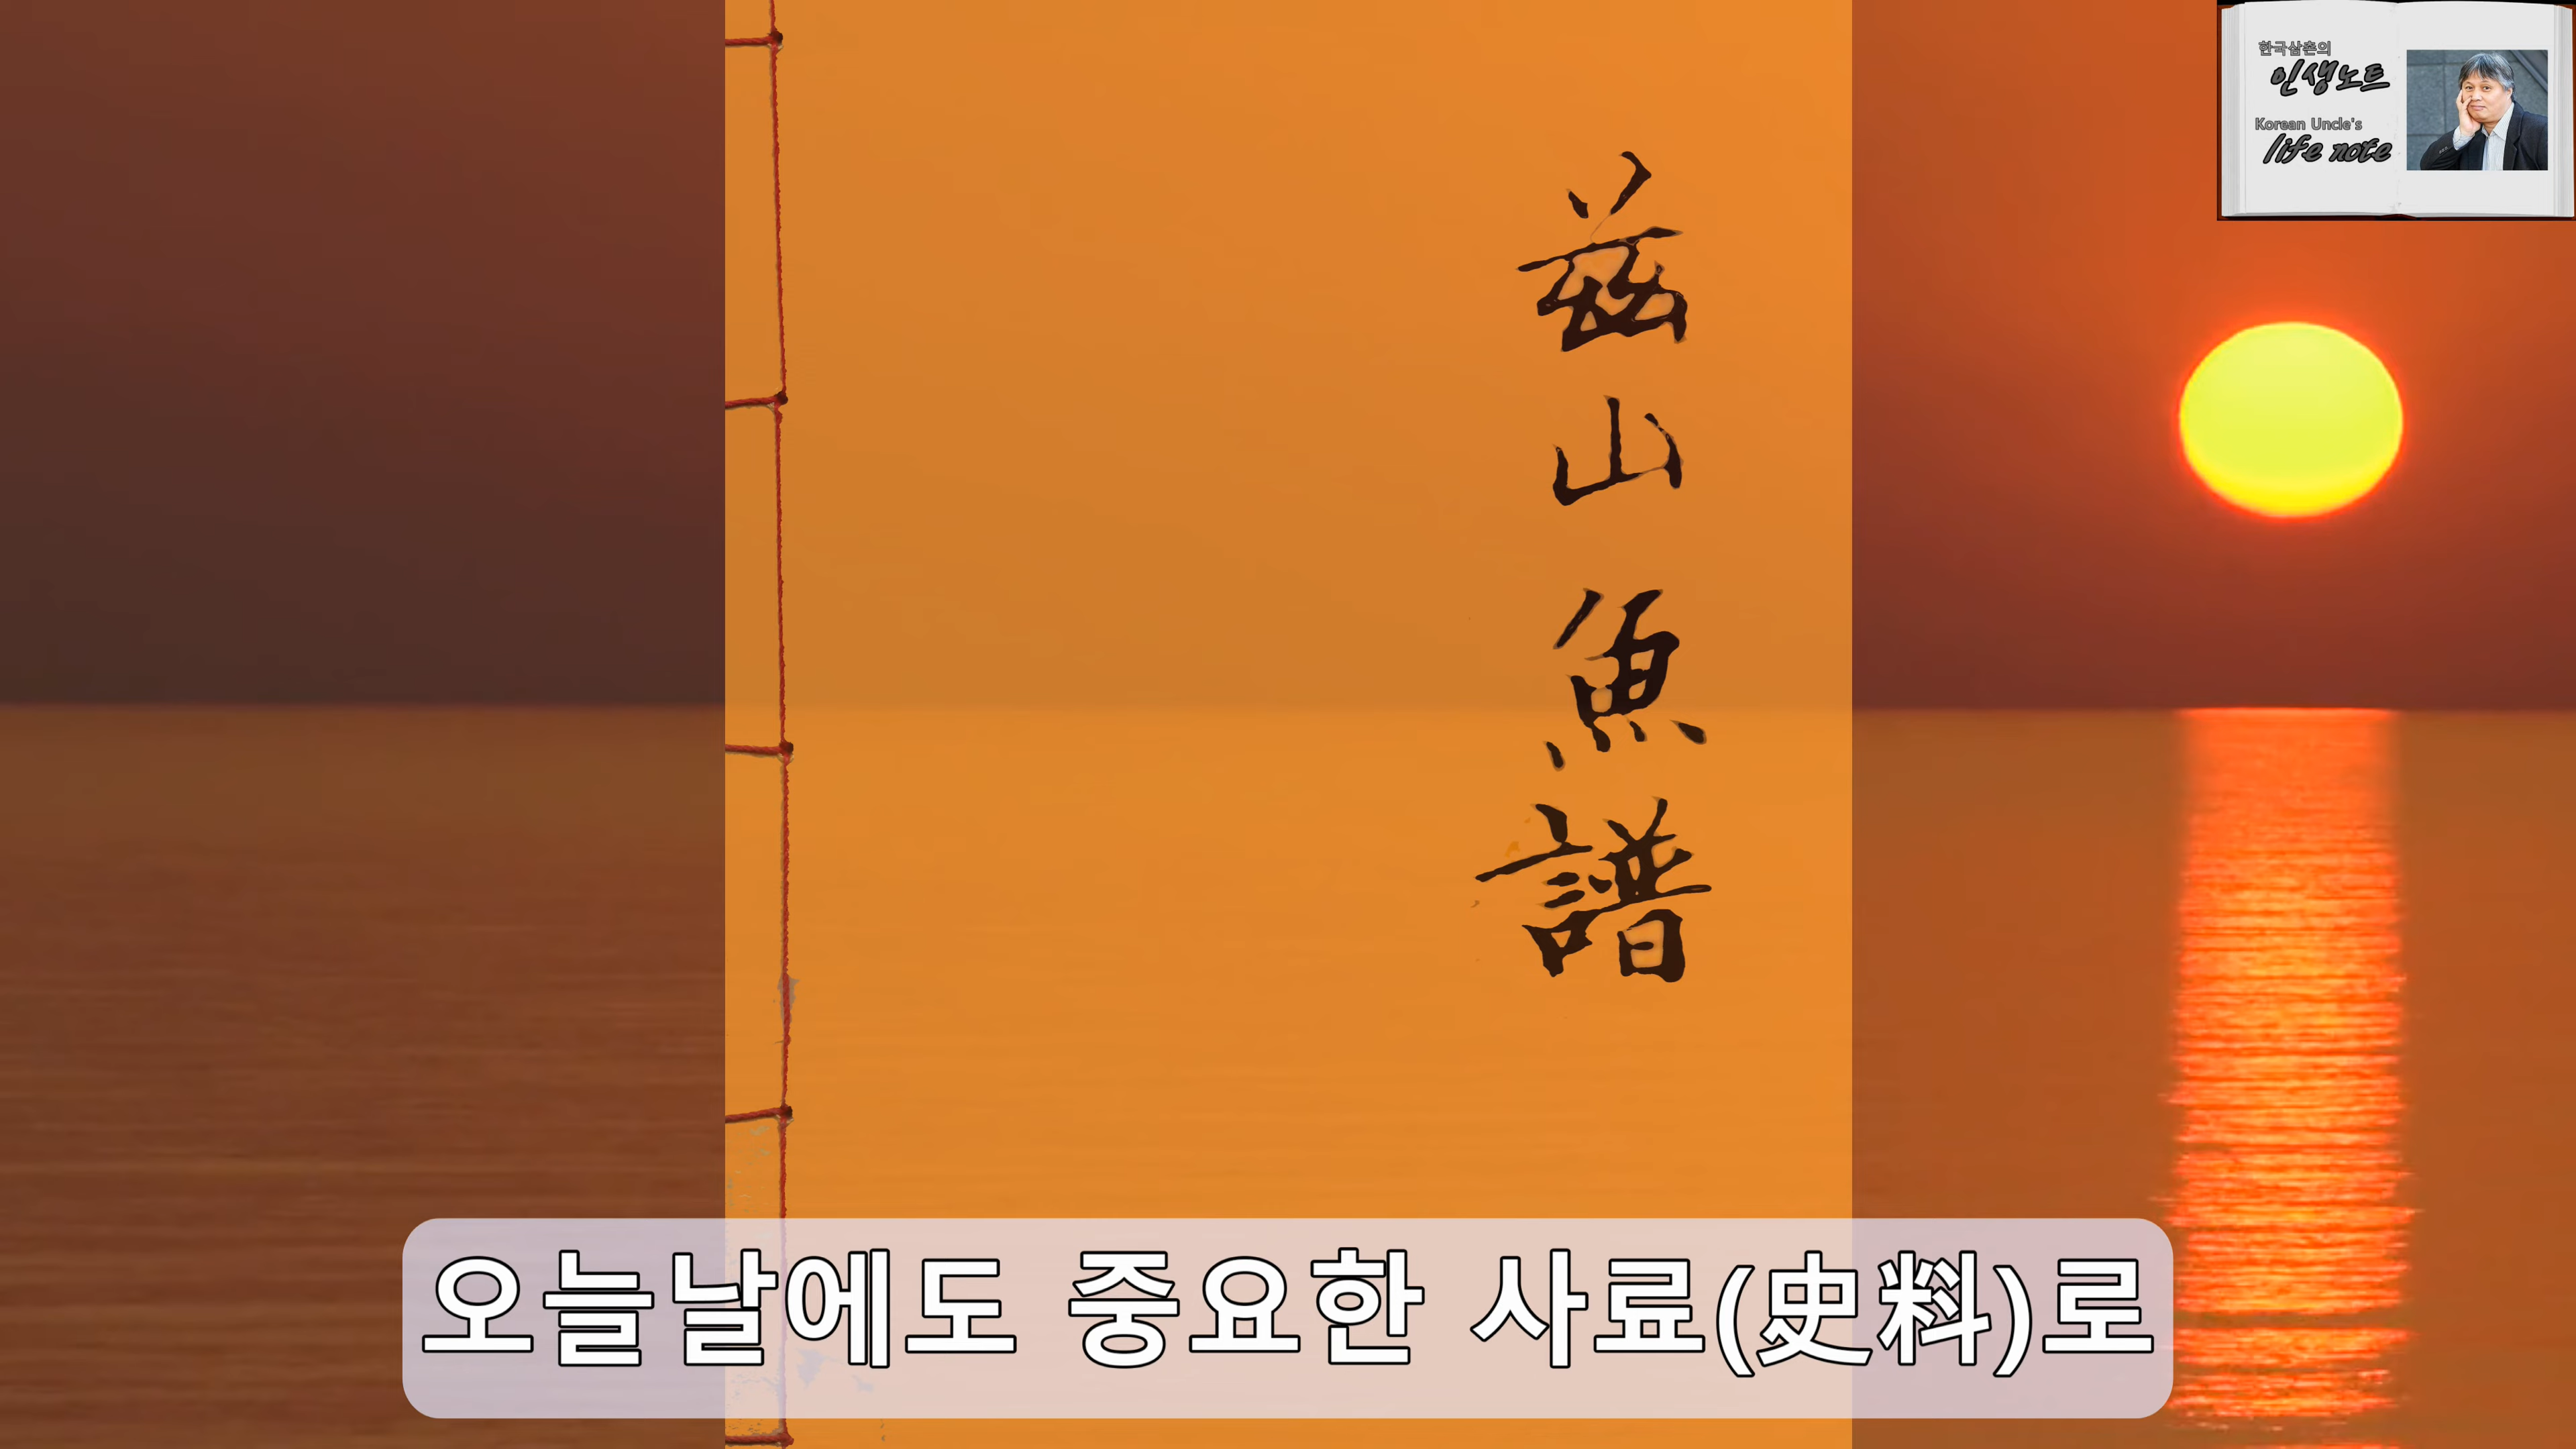 한국삼촌의
인생노트
Korean Uncle's
life note
茲山魚譜
오늘날에도 중요한 사료(史料)로